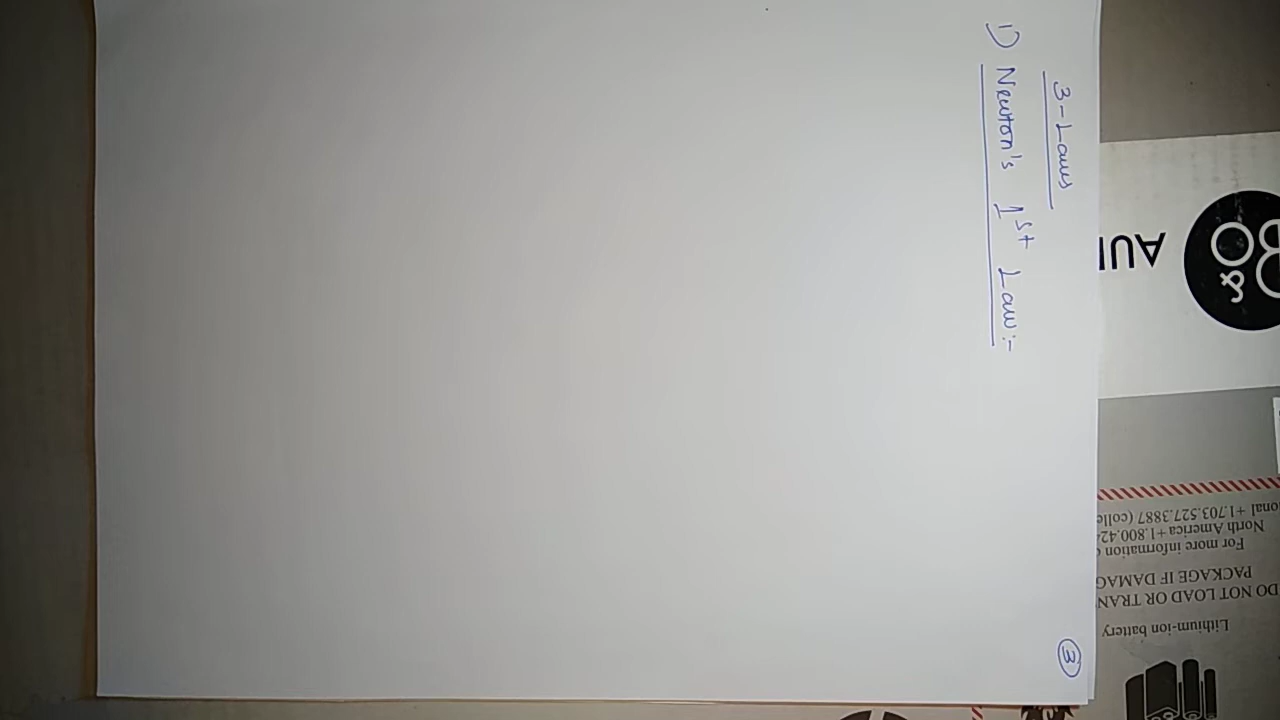 3
3-Laws
1) Newton's 1st Law:-
B
&O
AU
onal +1.703.527.3887 (colle
North America +1.800.42
For more information
PACKAGE IF DAMAG
DO NOT LOAD OR TRAN
Lithium-ion battery